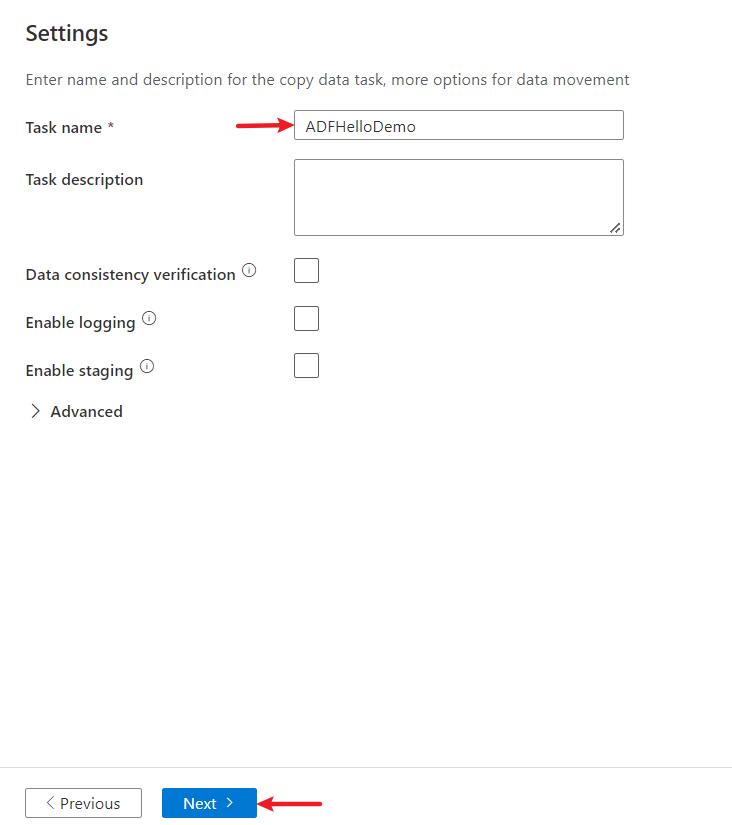 Settings
Enter name and description for the copy data task, more options for data movement
Task name *
ADFHelloDemo
Task description
Data consistency verification
Enable logging
Enable staging
Advanced
Previous
Next